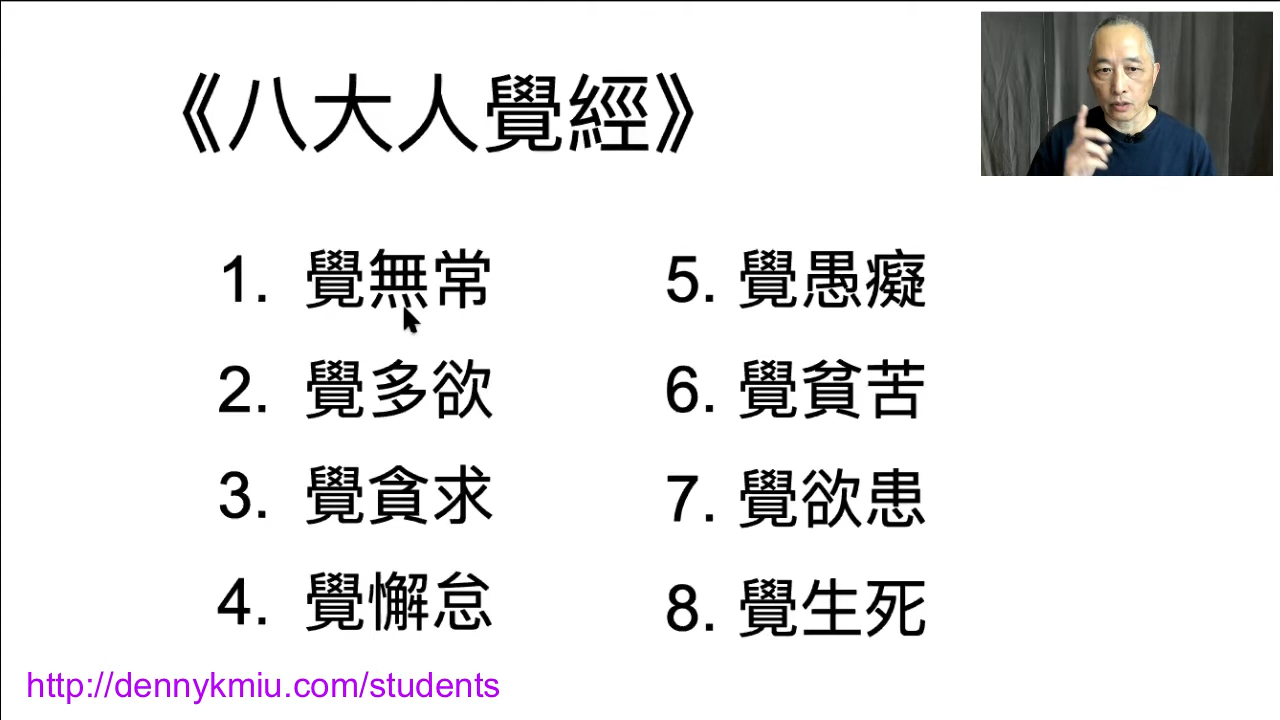 《八大人覺經》
1. 覺無常
2. 覺多欲
3. 覺貪求
4. 覺懈怠
5. 覺愚癡
6. 覺貧苦
7. 覺欲患
8. 覺生死
http://dennykmiu.com/students